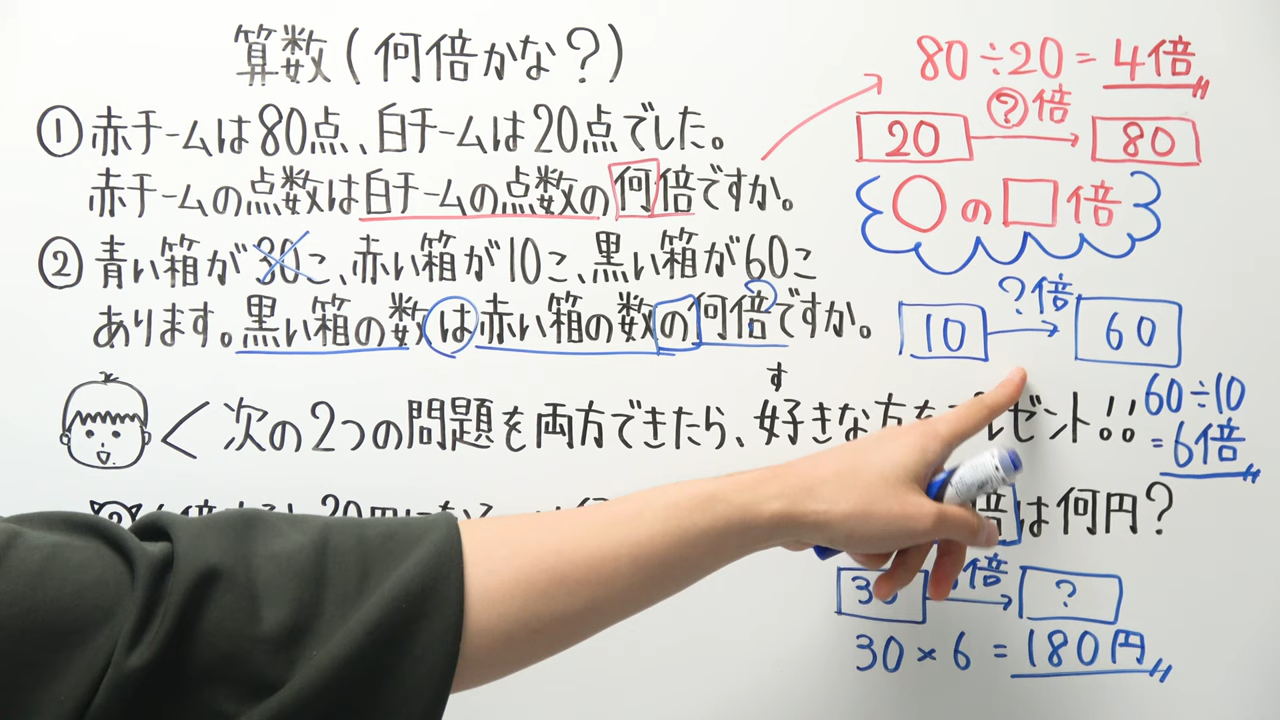 算数(何倍かな?)
①赤チームは80点、白チームは20点でした。
赤チームの点数は白チームの点数の何倍ですか。
②青い箱が30こ、赤い箱が10こ、黒い箱が60こ
あります。黒い箱の数は赤い箱の数の何倍ですか。
80÷20=4倍
?倍
20
80
○の□倍
?倍
10
60
60÷10
=6倍
す
次の2つの問題を両方できたら、好きな方をプレゼント!!
倍は何円?
倍
30
?
30×6=180円